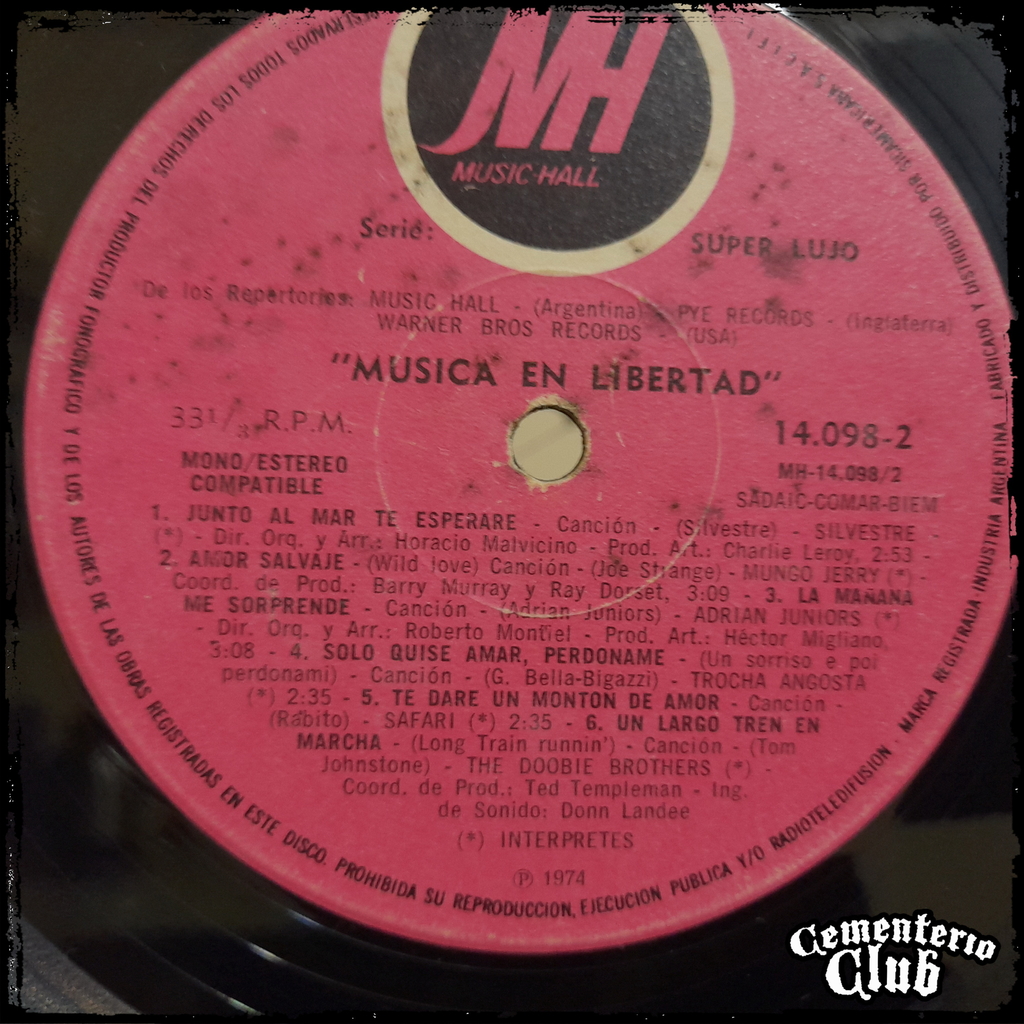 MH
MUSIC HALL
Serie:
SUPER LUJO
De los Repertorios: MUSIC HALL - (Argentina) - PYE RECORDS - (Inglaterra)
WARNER BROS RECORDS - (USA)
"MUSICA EN LIBERTAD"
33 1/3 R.P.M.
14.098-2
MONO/ESTEREO
COMPATIBLE
MH-14.098/2
SADAIC-COMAR-BIEM
1. JUNTO AL MAR TE ESPERARE - Canción - (Silvestre) - SILVESTRE
(*) - Dir. Orq. y Arr.: Horacio Malvicino - Prod. Art.: Charlie Leroy, 2:53 -
2. AMOR SALVAJE - (Wild love) Canción - (Joe Strange) - MUNGO JERRY (*) -
Coord. de Prod.: Barry Murray y Ray Dorset, 3:09 - 3. LA MAÑANA
ME SORPRENDE - Canción - (Adrian Juniors) - ADRIAN JUNIORS (*)
- Dir. Orq. y Arr.: Roberto Montiel - Prod. Art.: Héctor Migliano,
3:08 - 4. SOLO QUISE AMAR, PERDONAME - (Un sorriso e poi
perdonami) - Canción - (G. Bella-Bigazzi) - TROCHA ANGOSTA
(*) 2:35 - 5. TE DARE UN MONTON DE AMOR - Canción -
(Rabito) - SAFARI (*) 2:35 - 6. UN LARGO TREN EN
MARCHA - (Long Train runnin') - Canción - (Tom
Johnstone) - THE DOOBIE BROTHERS (*) -
Coord. de Prod.: Ted Templeman - Ing.
de Sonido: Donn Landee
(*) INTERPRETES
Ⓟ 1974
TODOS LOS DERECHOS DEL PRODUCTOR FONOGRAFICO Y DE LOS AUTORES DE LAS OBRAS REGISTRADAS EN ESTE DISCO. PROHIBIDA SU REPRODUCCION, EJECUCION PUBLICA Y/O RADIOTELEDIFUSION - MARCA REGISTRADA-INDUSTRIA ARGENTINA FABRICADO Y DISTRIBUIDO POR
Cementerio
Club